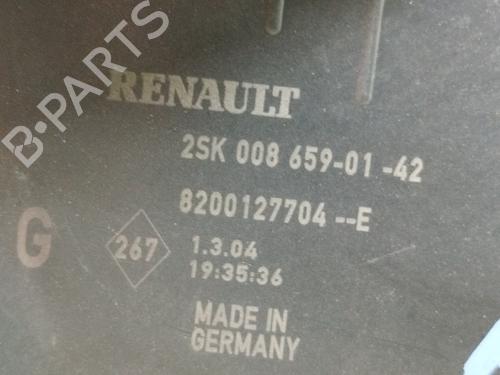 B-PARTS
RENAULT
2SK 008 659-01 -42
8200127704 --E
G
267
1.3.04
19:35:36
MADE IN
GERMANY